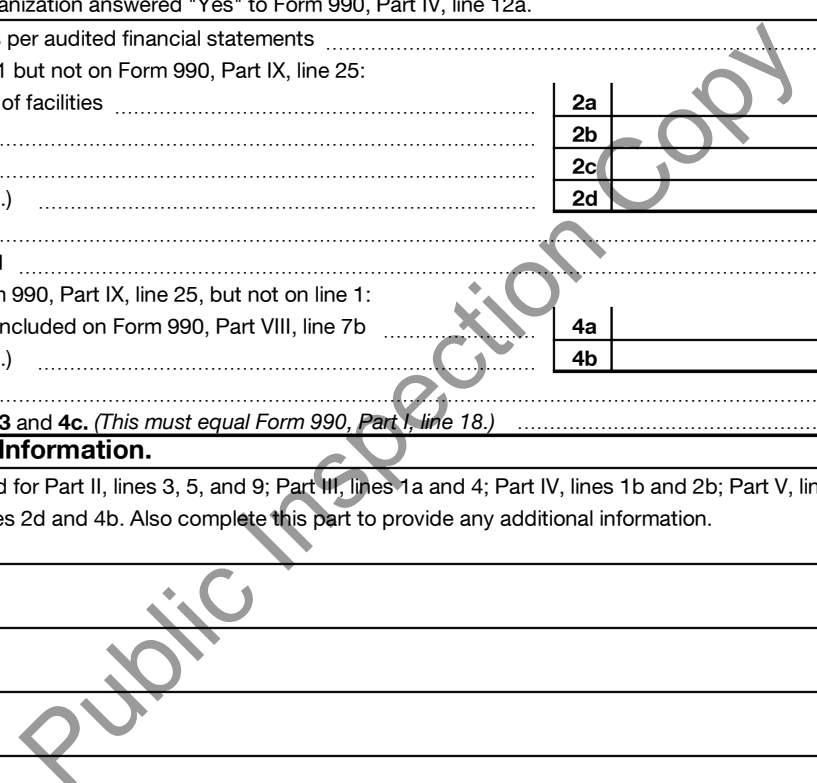 anization answered "Yes" to Form 990, Part IV, line 12a.
per audited financial statements
1 but not on Form 990, Part IX, line 25:
of facilities 2a
2b
2c
.) 2d
990, Part IX, line 25, but not on line 1:
ncluded on Form 990, Part VIII, line 7b 4a
.) 4b
3 and 4c. (This must equal Form 990, Part I, line 18.)
Information.
d for Part II, lines 3, 5, and 9; Part III, lines 1a and 4; Part IV, lines 1b and 2b; Part V, lin
es 2d and 4b. Also complete this part to provide any additional information.
Public Inspection Copy